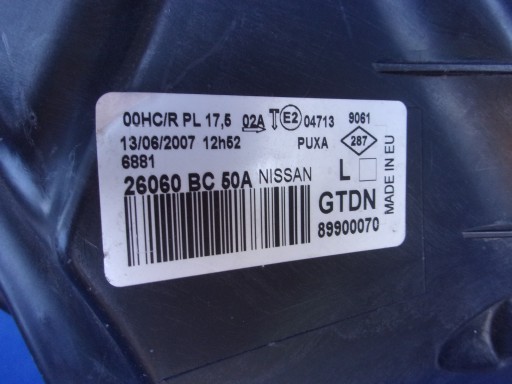 00HC/R PL 17,5 02A T E2 04713 9061
13/06/2007 12h52 PUXA 287
6881
26060 BC 50A NISSAN L
GTDN
89900070
MADE IN EU